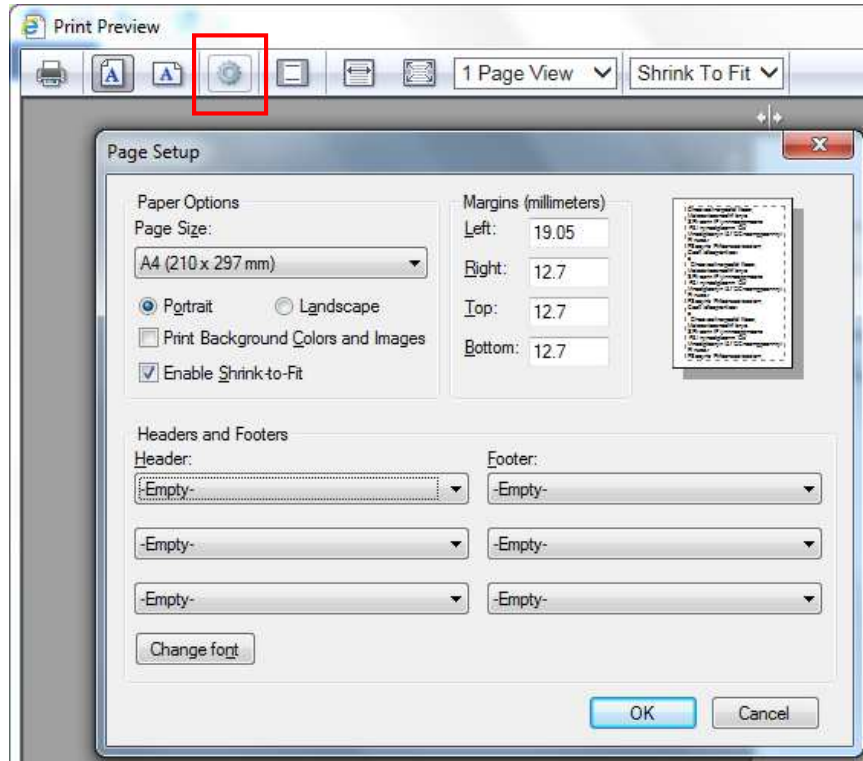 Print Preview
A A 1 Page View Shrink To Fit
Page Setup
Paper Options
Page Size:
A4 (210 x 297 mm)
Portrait Landscape
Print Background Colors and Images
Enable Shrink-to-Fit
Margins (millimeters)
Left: 19.05
Right: 12.7
Top: 12.7
Bottom: 12.7
Headers and Footers
Header: Footer:
-Empty- -Empty-
-Empty- -Empty-
-Empty- -Empty-
Change font
OK Cancel